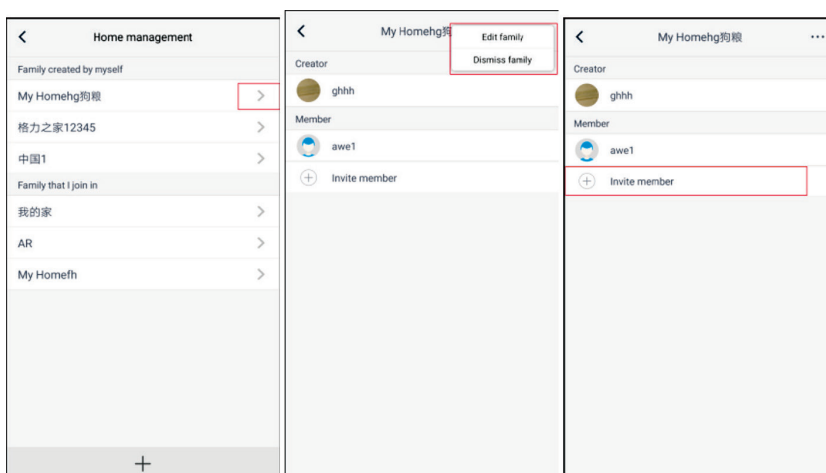 Home management
Family created by myself
My Homehg狗粮
格力之家12345
中国1
Family that I join in
我的家
AR
My Homefh
My Homehg狗
Edit family
Dismiss family
Creator
ghhh
Member
awe1
Invite member
My Homehg狗粮
Creator
ghhh
Member
awe1
Invite member